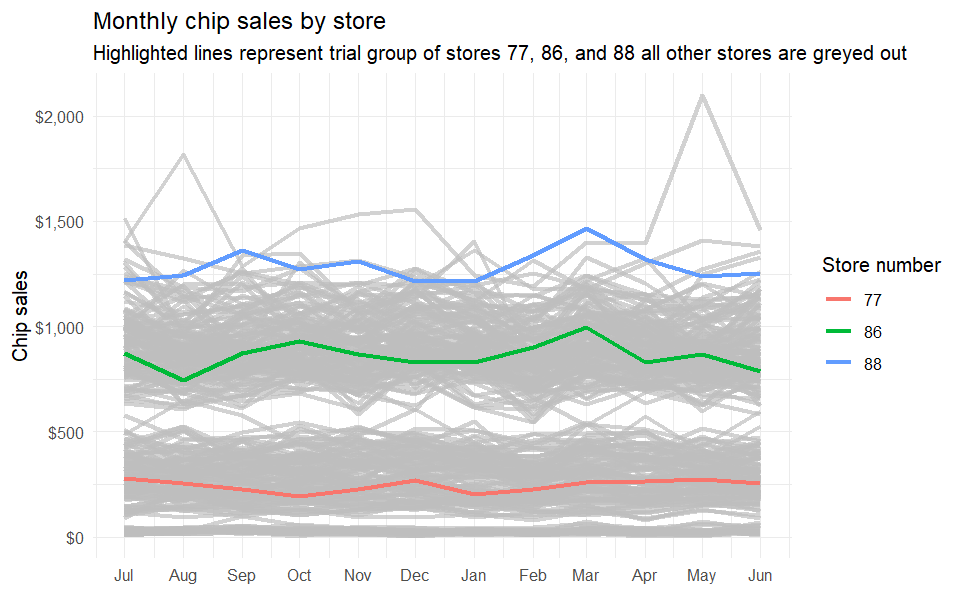 Monthly chip sales by store
Highlighted lines represent trial group of stores 77, 86, and 88 all other stores are greyed out
$2,000
$1,500
$1,000
$500
$0
Chip sales
Jul Aug Sep Oct Nov Dec Jan Feb Mar Apr May Jun
Store number
77
86
88